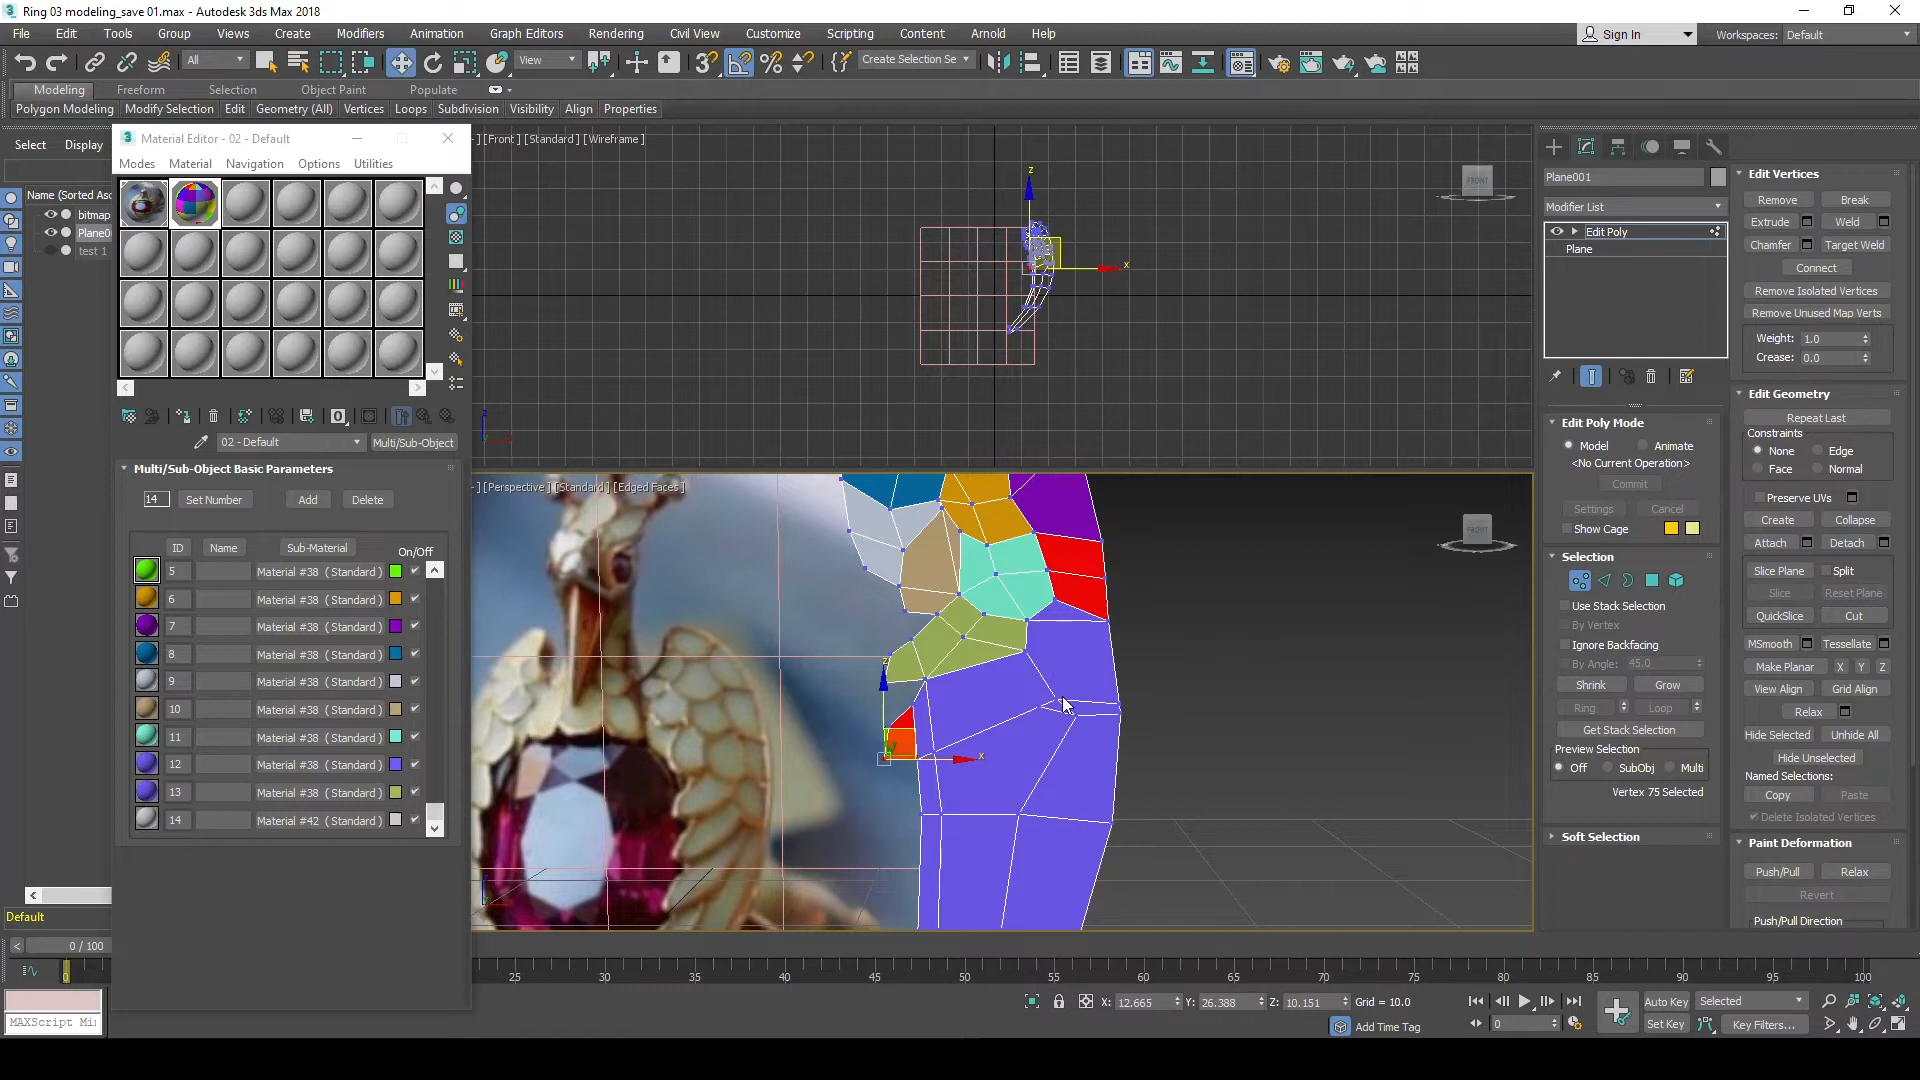 Ring 03 modeling_save 01.max - Autodesk 3ds Max 2018
File Edit Tools Group Views Create Modifiers Animation Graph Editors Rendering Civil View Customize Scripting Content Arnold Help
Sign In
Workspaces: Default
All
View
Create Selection Se
Modeling Freeform Selection Object Paint Populate
Polygon Modeling Modify Selection Edit Geometry (All) Vertices Loops Subdivision Visibility Align Properties
Select Display
Name (Sorted Asc
bitmap
Plane0
test 1
Default
0 / 100
Material Editor - 02 - Default
Modes Material Navigation Options Utilities
02 - Default
Multi/Sub-Object
Multi/Sub-Object Basic Parameters
14 Set Number Add Delete
ID Name Sub-Material On/Off
5 Material #38 ( Standard )
6 Material #38 ( Standard )
7 Material #38 ( Standard )
8 Material #38 ( Standard )
9 Material #38 ( Standard )
10 Material #38 ( Standard )
11 Material #38 ( Standard )
12 Material #38 ( Standard )
13 Material #38 ( Standard )
14 Material #42 ( Standard )
[Front ] [Standard ] [Wireframe ]
z
x
FRONT
[Perspective ] [Standard ] [Edged Faces ]
z
y
x
FRONT
Plane001
Modifier List
Edit Poly
Plane
Edit Poly Mode
Model Animate
<No Current Operation>
Commit
Settings Cancel
Show Cage
Selection
Use Stack Selection
By Vertex
Ignore Backfacing
By Angle: 45.0
Shrink Grow
Ring Loop
Get Stack Selection
Preview Selection
Off SubObj Multi
Vertex 75 Selected
Soft Selection
Edit Vertices
Remove Break
Extrude Weld
Chamfer Target Weld
Connect
Remove Isolated Vertices
Remove Unused Map Verts
Weight: 1.0
Crease: 0.0
Edit Geometry
Repeat Last
Constraints
None Edge
Face Normal
Preserve UVs
Create Collapse
Attach Detach
Slice Plane Split
Slice Reset Plane
QuickSlice Cut
MSmooth Tessellate
Make Planar X Y Z
View Align Grid Align
Relax
Hide Selected Unhide All
Hide Unselected
Named Selections:
Copy Paste
Delete Isolated Vertices
Paint Deformation
Push/Pull Relax
Revert
Push/Pull Direction
0 25 30 35 40 45 50 55 60 65 70 75 80 85 90 95 100
MAXScript Mi
X: 12.665 Y: 26.388 Z: 10.151 Grid = 10.0
Add Time Tag
0
Auto Key Selected
Set Key Key Filters...